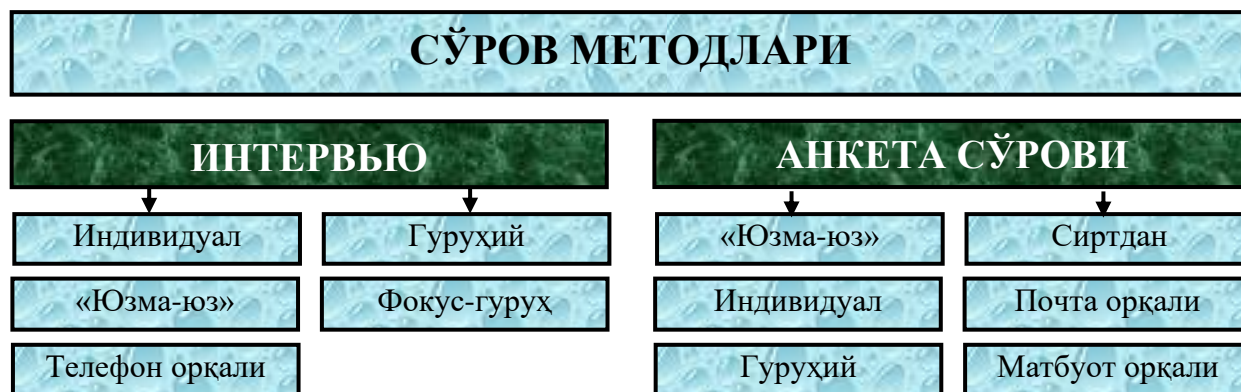 СЎРОВ МЕТОДЛАРИ
ИНТЕРВЬЮ
АНКЕТА СЎРОВИ
Индивидуал
Гуруҳий
«Юзма-юз»
Сиртдан
«Юзма-юз»
Фокус-гуруҳ
Индивидуал
Почта орқали
Телефон орқали
Гуруҳий
Матбуот орқали